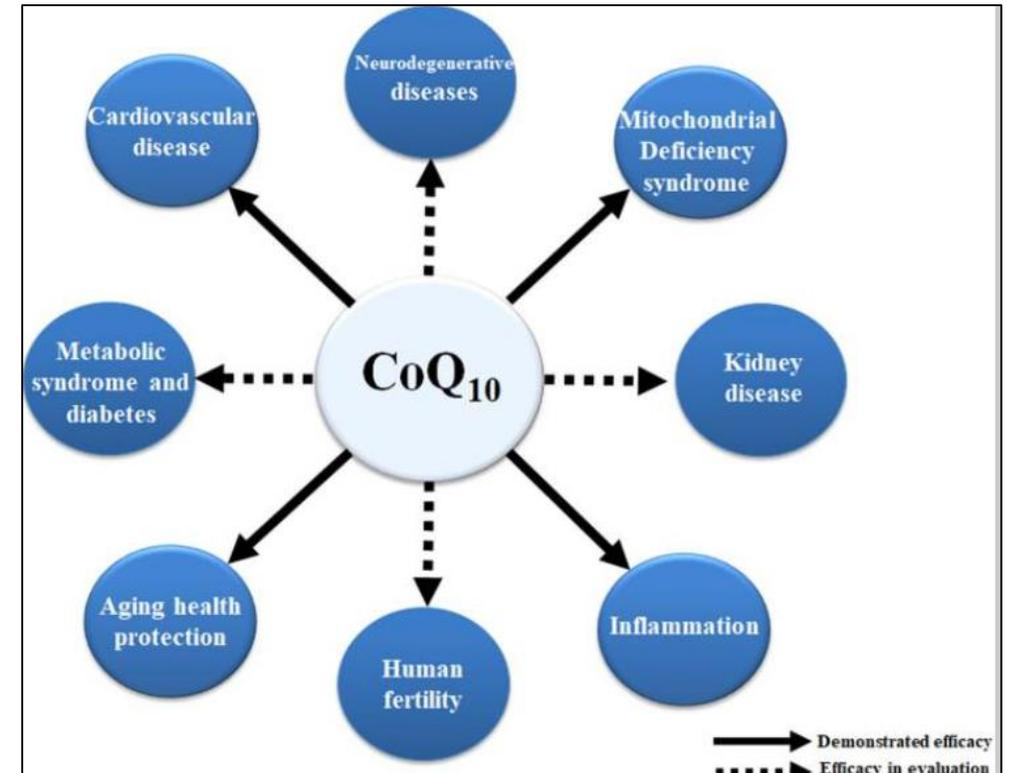 Neurodegenerative
diseases
Cardiovascular
disease
Mitochondrial
Deficiency
syndrome
Metabolic
syndrome and
diabetes
CoQ₁₀
Kidney
disease
Aging health
protection
Human
fertility
Inflammation
Demonstrated efficacy
Efficacy in evaluation